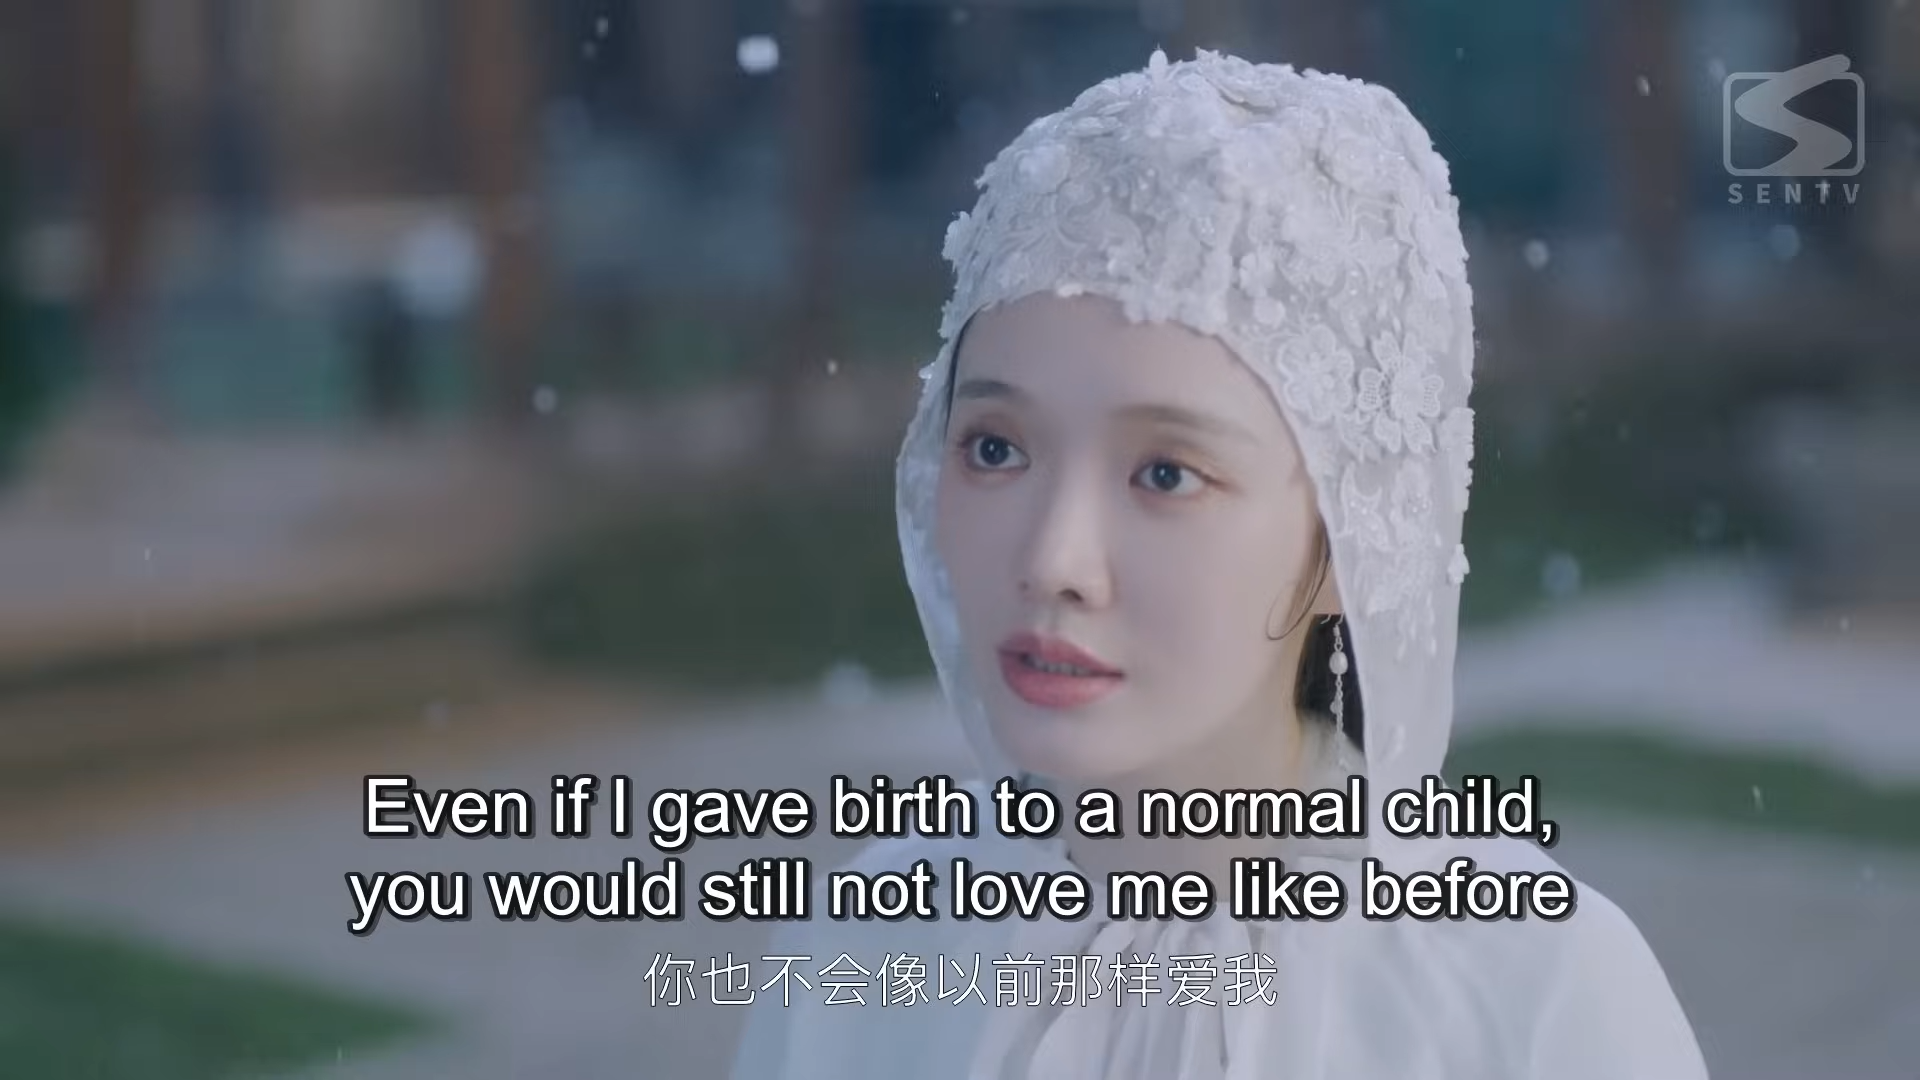 SENTV
Even if I gave birth to a normal child,
you would still not love me like before
你也不会像以前那样爱我